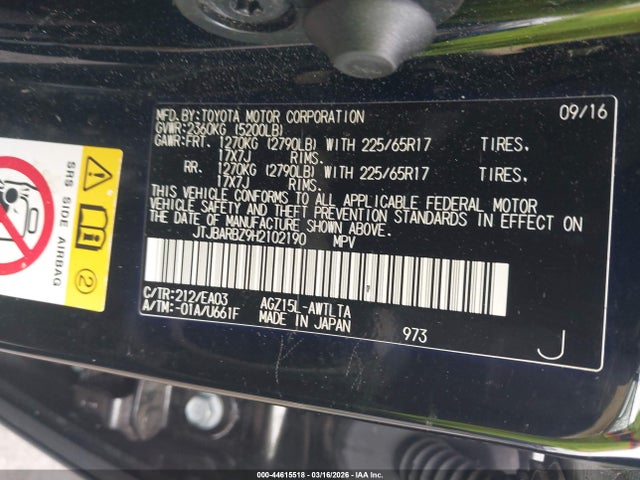 MFD. BY: TOYOTA MOTOR CORPORATION 09/16
GVWR: 2360KG (5200LB)
GAWR: FRT. 1270KG (2790LB) WITH 225/65R17 TIRES.
17X7J RIMS.
RR. 1270KG (2790LB) WITH 225/65R17 TIRES.
17X7J RIMS.
THIS VEHICLE CONFORMS TO ALL APPLICABLE FEDERAL MOTOR
VEHICLE SAFETY AND THEFT PREVENTION STANDARDS IN EFFECT ON
THE DATE OF MANUFACTURE SHOWN ABOVE.
JTJBARBZ9H2102190 MPV
C/TR: 212/EA03 AGZ15L-AWTLTA
A/TM: -01A/U661F MADE IN JAPAN 973 J
SRS SIDE AIRBAG
2
000-44615518 - 03/16/2026 - IAA Inc.